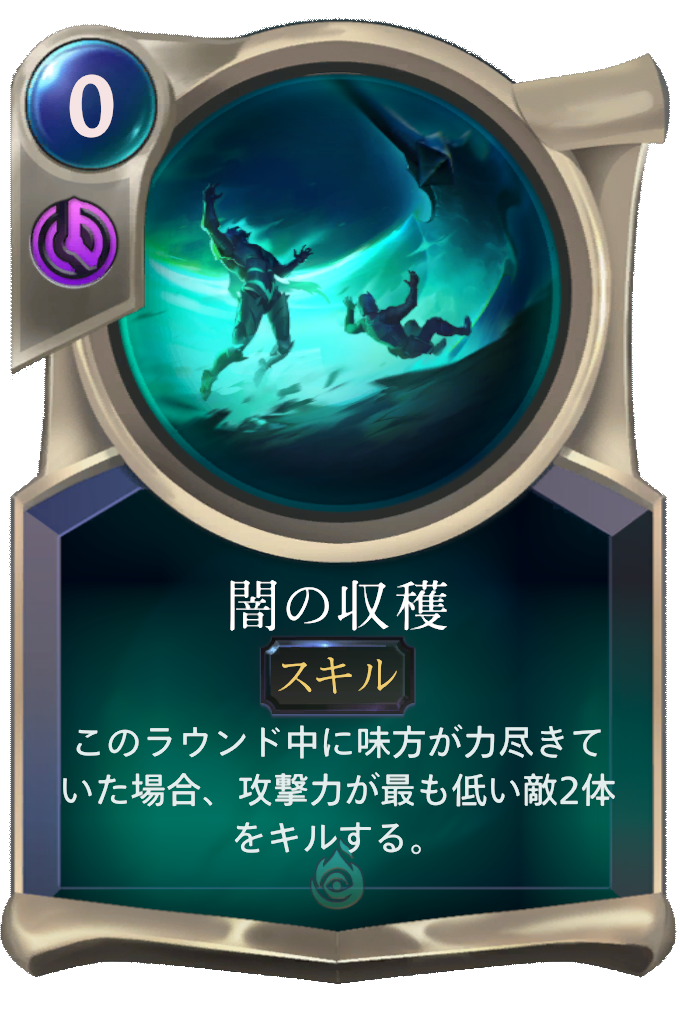 0
闇の収穫
スキル
このラウンド中に味方が力尽きて
いた場合、攻撃力が最も低い敵2体
をキルする。